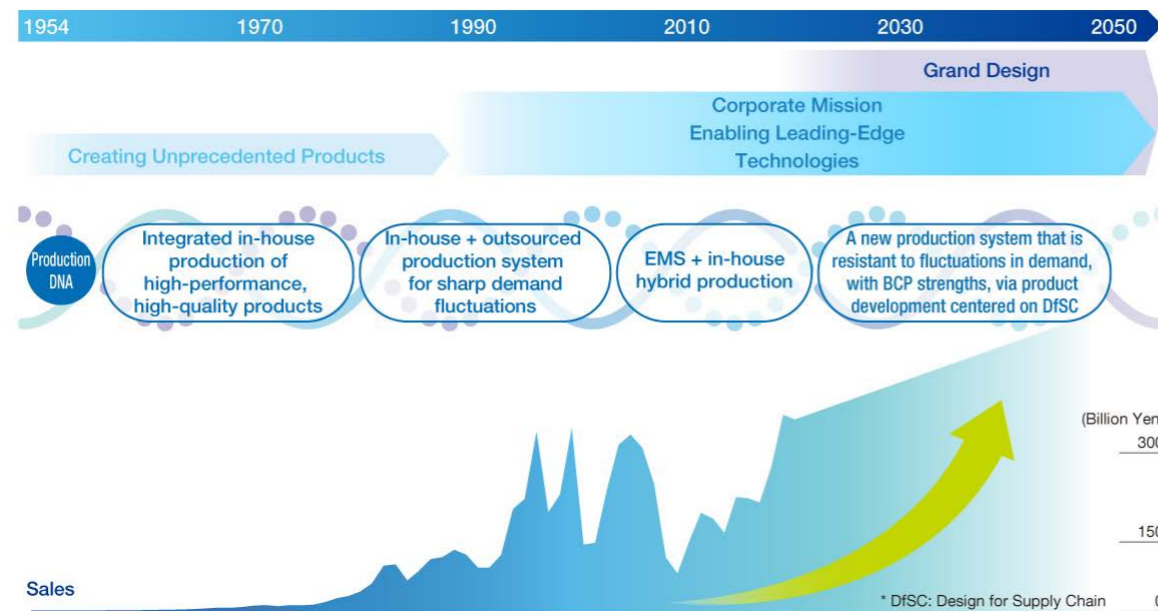 1954 1970 1990 2010 2030 2050
Grand Design
Corporate Mission
Enabling Leading-Edge
Technologies
Creating Unprecedented Products
Production
DNA
Integrated in-house
production of
high-performance,
high-quality products
In-house + outsourced
production system
for sharp demand
fluctuations
EMS + in-house
hybrid production
A new production system that is
resistant to fluctuations in demand,
with BCP strengths, via product
development centered on DfSC
(Billion Yen
300
150
0
Sales
* DfSC: Design for Supply Chain